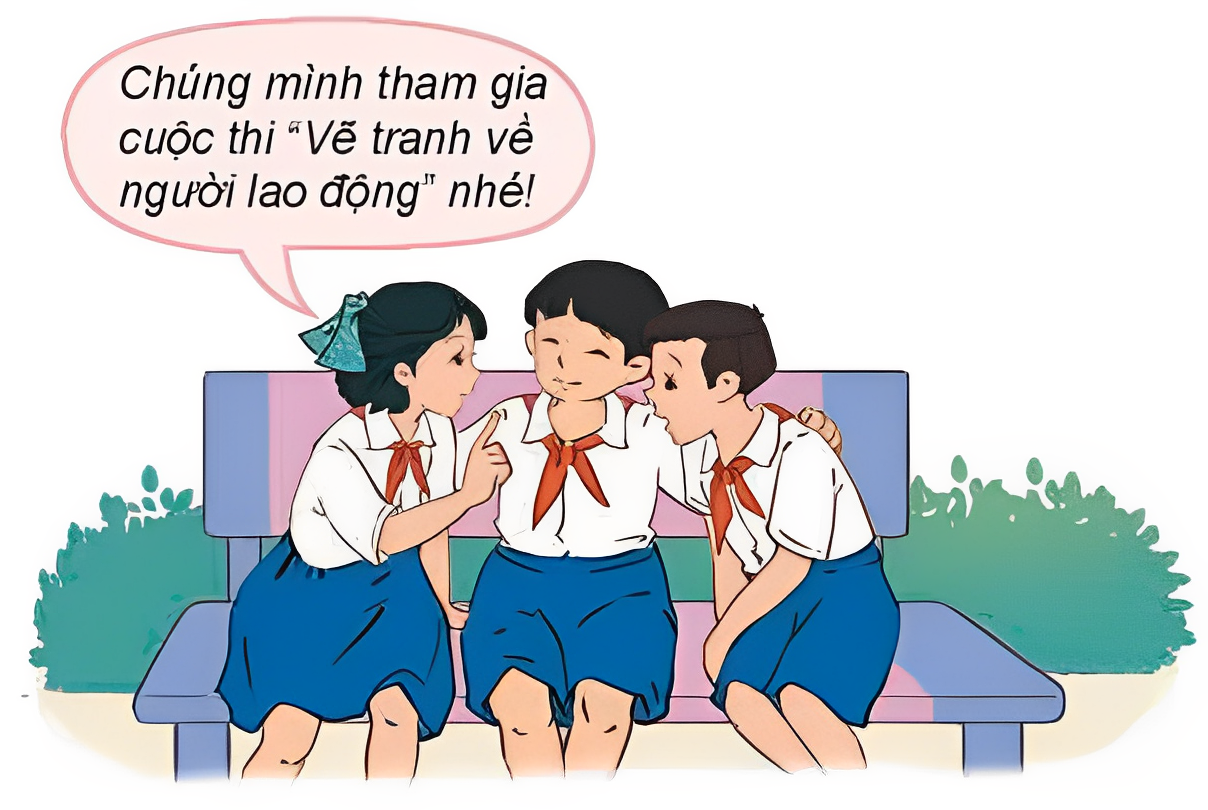 Chúng mình tham gia
cuộc thi “Vẽ tranh về
người lao động” nhé!